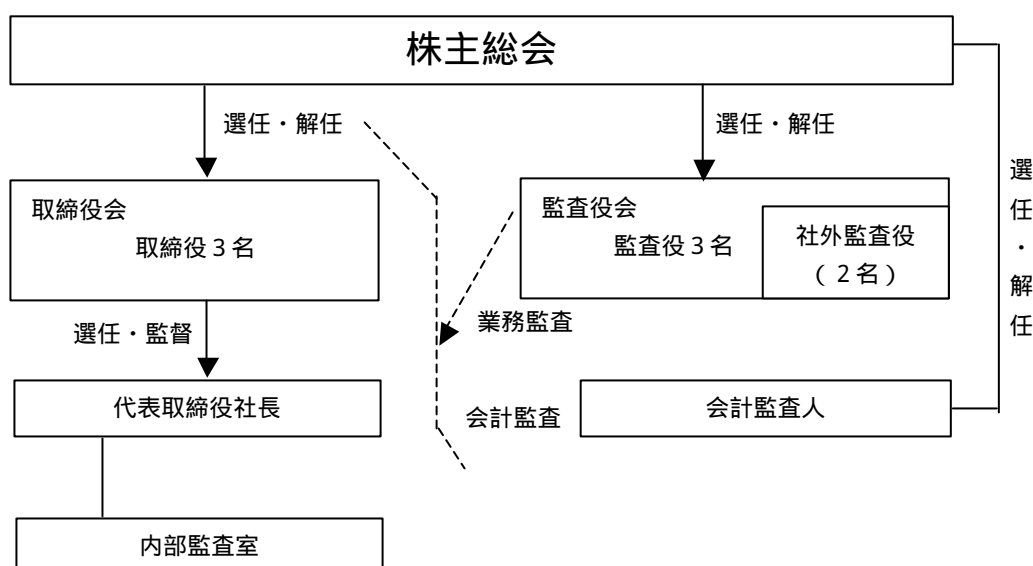 株主総会
選任・解任
選任・解任
選任・解任
取締役会
取締役3名
監査役会
監査役3名
社外監査役
(2名)
選任・監督
業務監査
代表取締役社長
会計監査
会計監査人
内部監査室